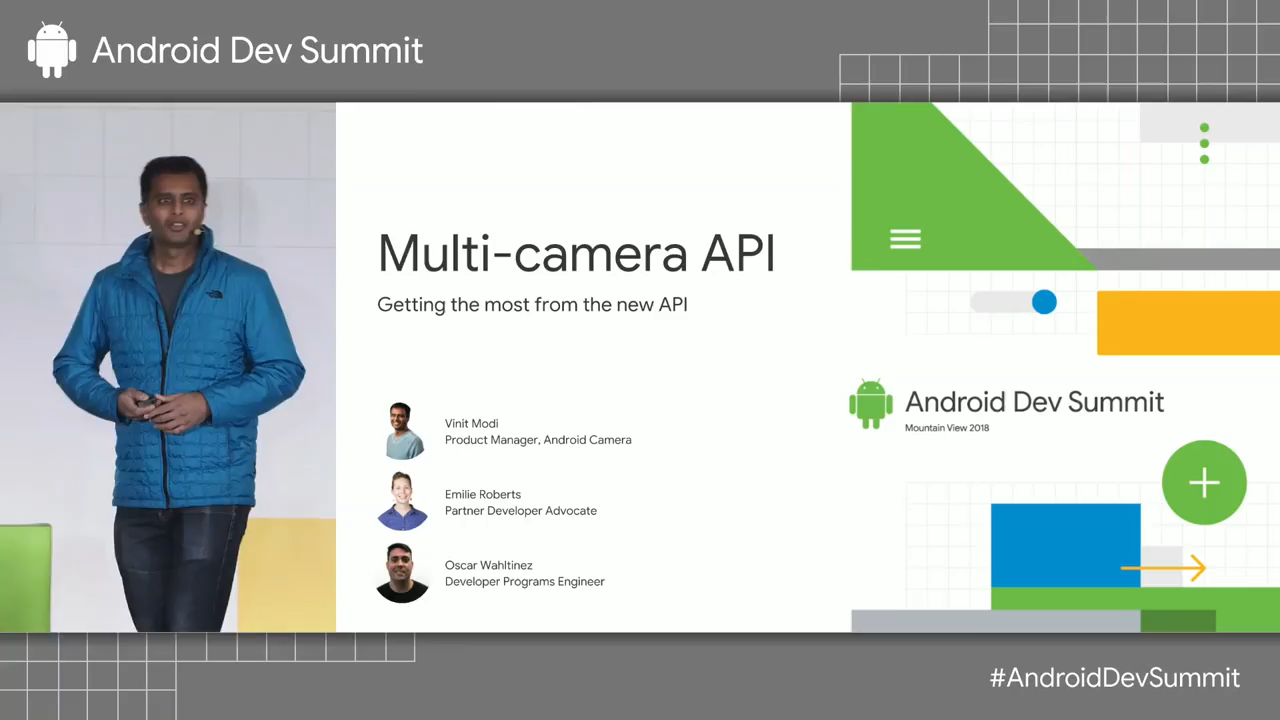 Android Dev Summit
Multi-camera API
Getting the most from the new API
Vinit Modi
Product Manager, Android Camera
Emilie Roberts
Partner Developer Advocate
Oscar Wahltinez
Developer Programs Engineer
Android Dev Summit
Mountain View 2018
#AndroidDevSummit